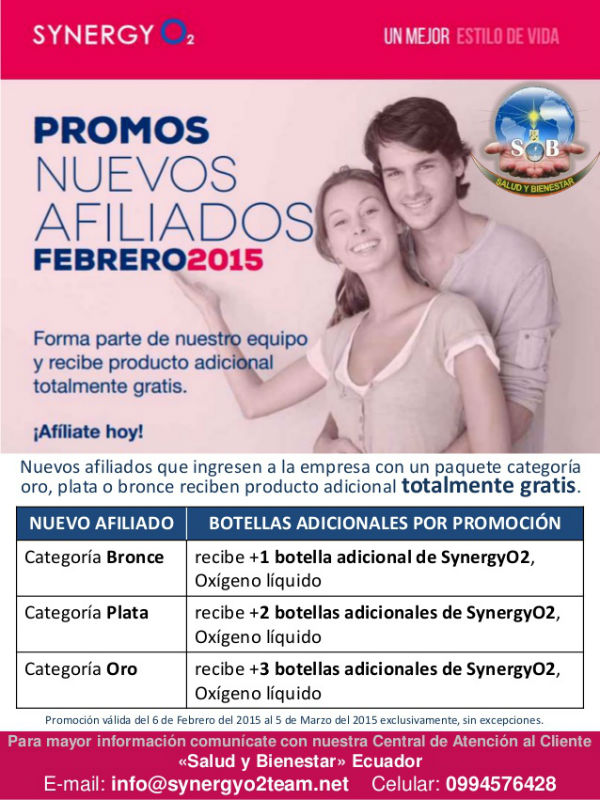 SYNERGY O2
UN MEJOR ESTILO DE VIDA
PROMOS
NUEVOS
AFILIADOS
FEBRERO2015
SOB
SALUD Y BIENESTAR
Forma parte de nuestro equipo
y recibe producto adicional
totalmente gratis.
¡Afíliate hoy!
Nuevos afiliados que ingresen a la empresa con un paquete categoría
oro, plata o bronce reciben producto adicional totalmente gratis.
NUEVO AFILIADO BOTELLAS ADICIONALES POR PROMOCIÓN
Categoría Bronce recibe +1 botella adicional de SynergyO2,
Oxígeno líquido
Categoría Plata recibe +2 botellas adicionales de SynergyO2,
Oxígeno líquido
Categoría Oro recibe +3 botellas adicionales de SynergyO2,
Oxígeno líquido
Promoción válida del 6 de Febrero del 2015 al 5 de Marzo del 2015 exclusivamente, sin excepciones.
Para mayor información comunícate con nuestra Central de Atención al Cliente
«Salud y Bienestar» Ecuador
E-mail: info@synergyo2team.net Celular: 0994576428